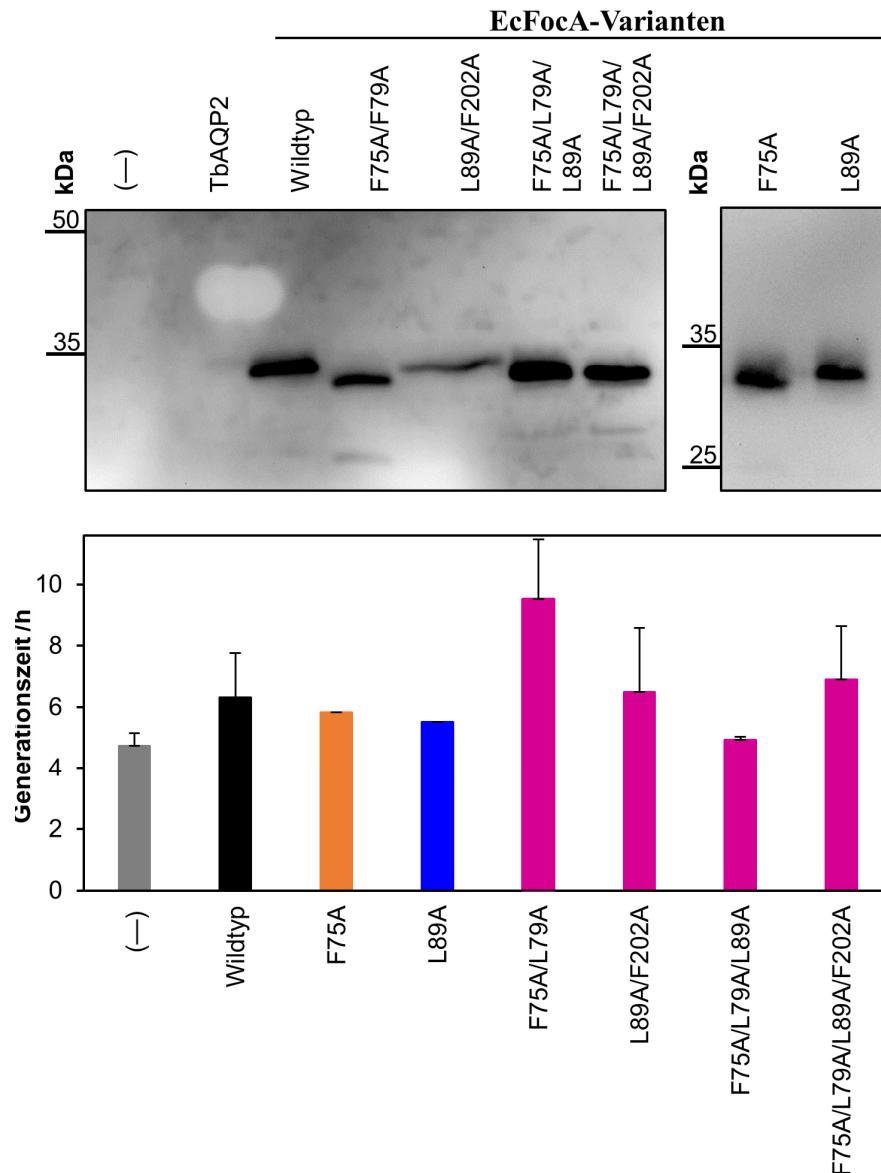 EcFocA-Varianten
kDa
(—)
TbAQP2
Wildtyp
F75A/F79A
L89A/F202A
F75A/L79A/
L89A
F75A/L79A/
L89A/F202A
kDa
F75A
L89A
50
35
35
25
Generationszeit /h
10
8
6
4
2
0
(—)
Wildtyp
F75A
L89A
F75A/L79A
L89A/F202A
F75A/L79A/L89A
F75A/L79A/L89A/F202A